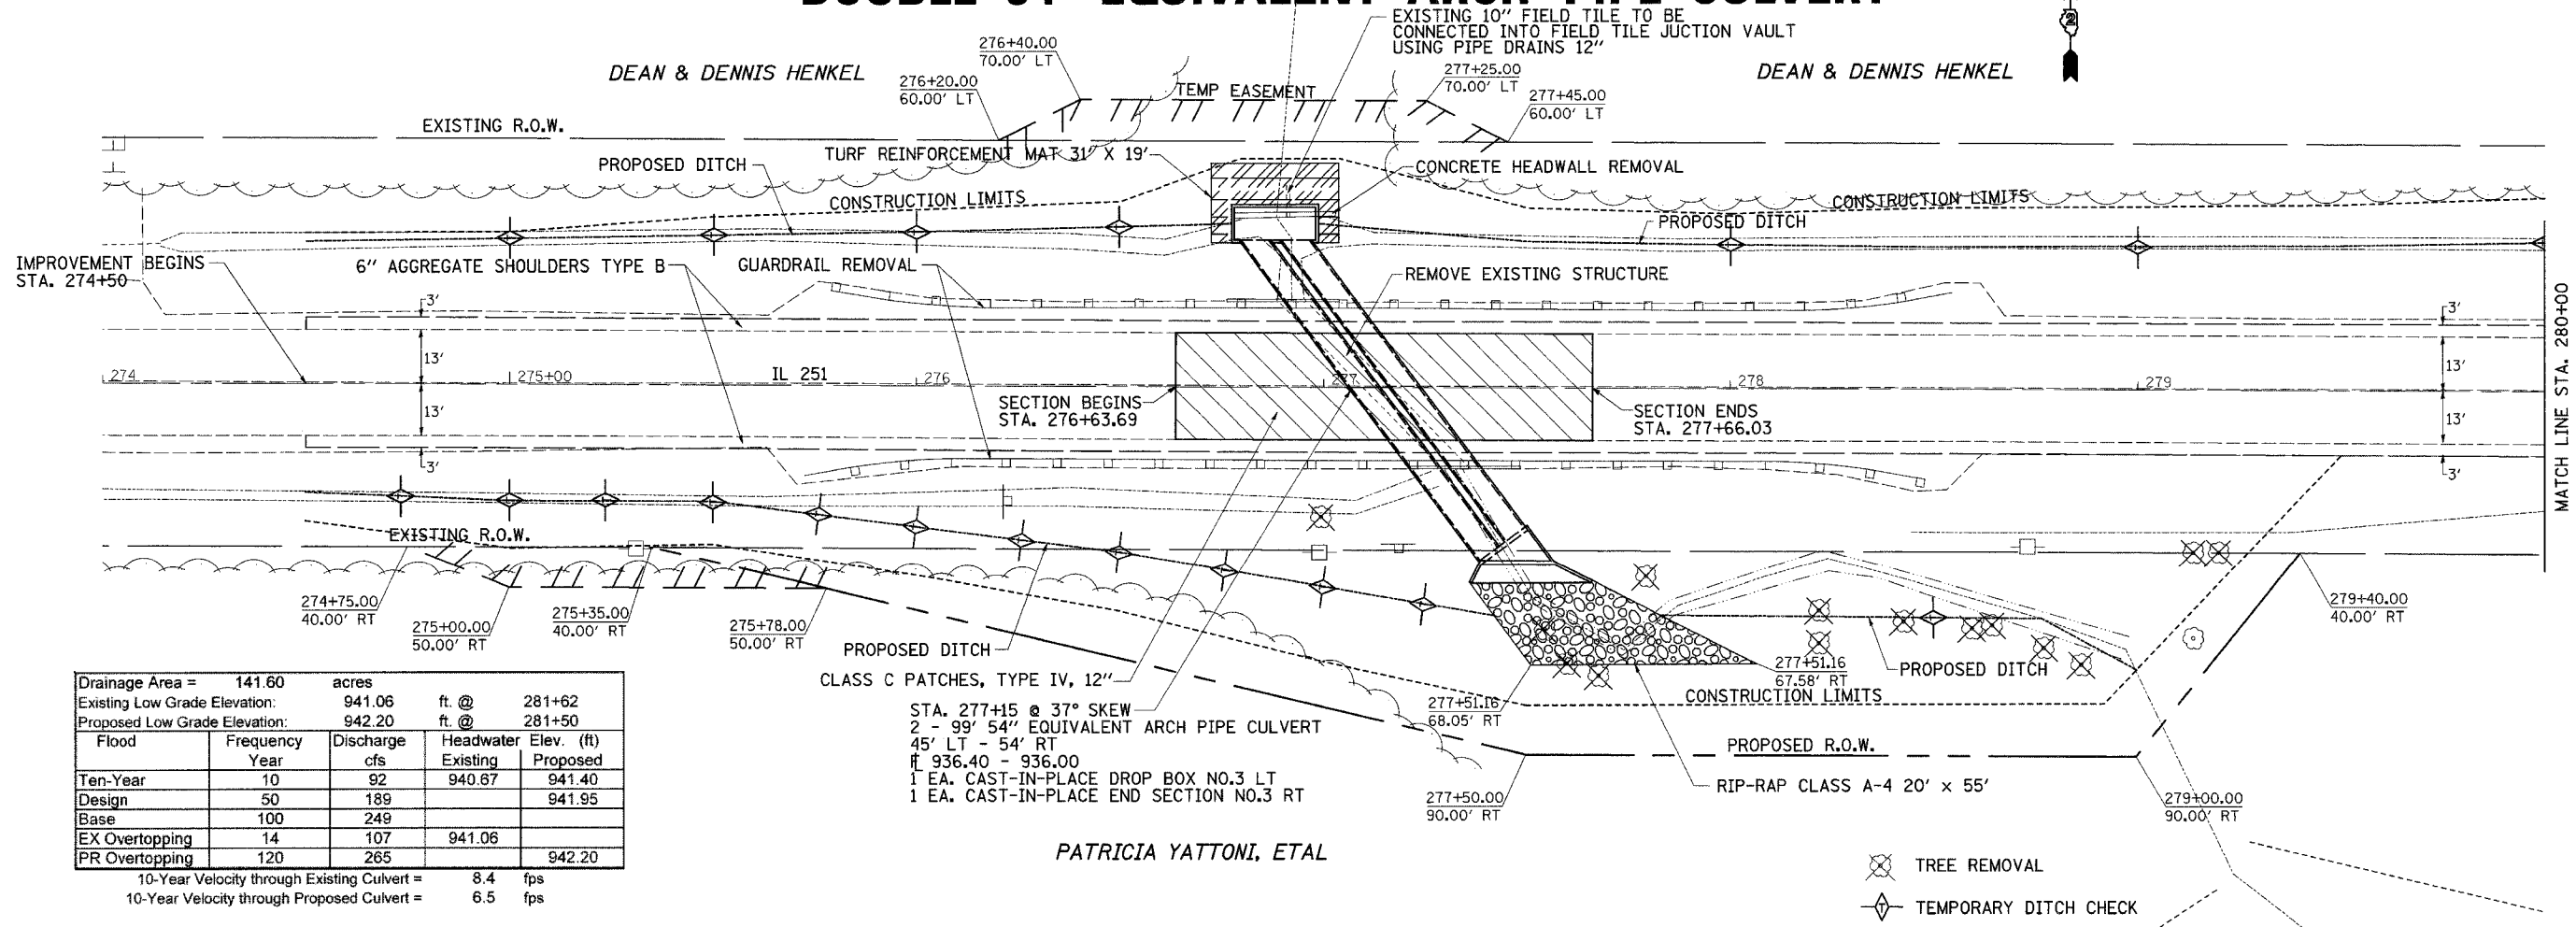 DOUBLE 54" EQUIVALENT ARCH PIPE CULVERT
2
EXISTING 10" FIELD TILE TO BE
CONNECTED INTO FIELD TILE JUCTION VAULT
USING PIPE DRAINS 12"
DEAN & DENNIS HENKEL
276+40.00
70.00' LT
276+20.00
60.00' LT
TEMP EASEMENT
277+25.00
70.00' LT
277+45.00
60.00' LT
DEAN & DENNIS HENKEL
EXISTING R.O.W.
PROPOSED DITCH
TURF REINFORCEMENT MAT 31' X 19'
CONCRETE HEADWALL REMOVAL
CONSTRUCTION LIMITS
CONSTRUCTION LIMITS
PROPOSED DITCH
IMPROVEMENT BEGINS
STA. 274+50
6" AGGREGATE SHOULDERS TYPE B
GUARDRAIL REMOVAL
REMOVE EXISTING STRUCTURE
3'
13'
13'
3'
274
275+00
IL 251
276
277
278
279
3'
13'
13'
3'
MATCH LINE STA. 280+00
SECTION BEGINS
STA. 276+63.69
SECTION ENDS
STA. 277+66.03
EXISTING R.O.W.
274+75.00
40.00' RT
275+00.00
50.00' RT
275+35.00
40.00' RT
275+78.00
50.00' RT
PROPOSED DITCH
CLASS C PATCHES, TYPE IV, 12"
STA. 277+15 @ 37° SKEW
2 - 99' 54" EQUIVALENT ARCH PIPE CULVERT
45' LT - 54' RT
FL 936.40 - 936.00
1 EA. CAST-IN-PLACE DROP BOX NO.3 LT
1 EA. CAST-IN-PLACE END SECTION NO.3 RT
277+51.16
68.05' RT
277+51.16
67.58' RT
PROPOSED DITCH
CONSTRUCTION LIMITS
PROPOSED R.O.W.
RIP-RAP CLASS A-4 20' x 55'
277+50.00
90.00' RT
279+00.00
90.00' RT
279+40.00
40.00' RT
PATRICIA YATTONI, ETAL
TREE REMOVAL
T TEMPORARY DITCH CHECK
Drainage Area = 141.60 acres
Existing Low Grade Elevation: 941.06 ft. @ 281+62
Proposed Low Grade Elevation: 942.20 ft. @ 281+50
Flood Frequency Discharge Headwater Elev. (ft)
Year cfs Existing Proposed
Ten-Year 10 92 940.67 941.40
Design 50 189 941.95
Base 100 249
EX Overtopping 14 107 941.06
PR Overtopping 120 265 942.20
10-Year Velocity through Existing Culvert = 8.4 fps
10-Year Velocity through Proposed Culvert = 6.5 fps